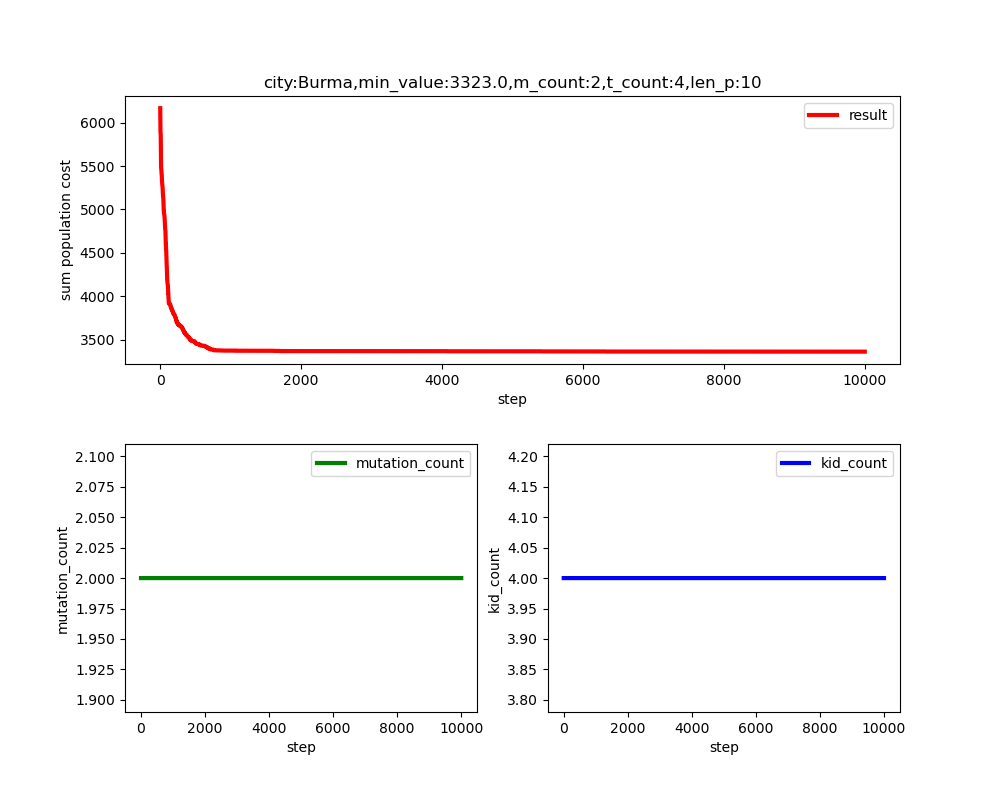 city:Burma,min_value:3323.0,m_count:2,t_count:4,len_p:10
result
sum population cost
6000
5500
5000
4500
4000
3500
0 2000 4000 6000 8000 10000
step
mutation_count
mutation_count
2.100
2.075
2.050
2.025
2.000
1.975
1.950
1.925
1.900
0 2000 4000 6000 8000 10000
step
kid_count
kid_count
4.20
4.15
4.10
4.05
4.00
3.95
3.90
3.85
3.80
0 2000 4000 6000 8000 10000
step